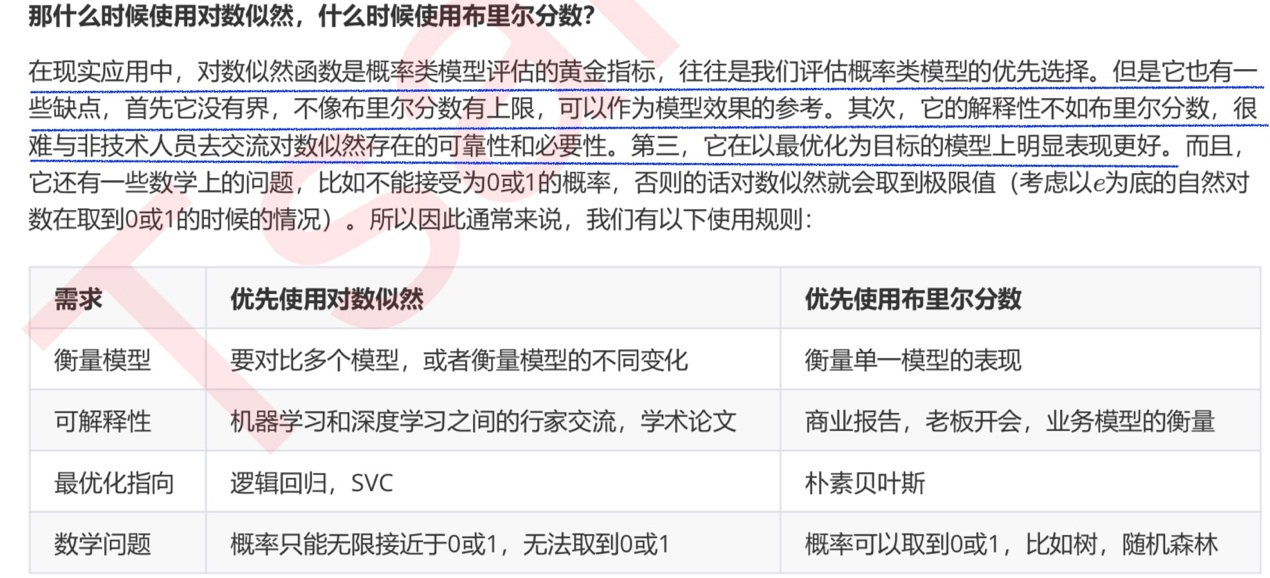 那什么时候使用对数似然，什么时候使用布里尔分数？
在现实应用中，对数似然函数是概率类模型评估的黄金指标，往往是我们评估概率类模型的优先选择。但是它也有一
些缺点，首先它没有界，不像布里尔分数有上限，可以作为模型效果的参考。其次，它的解释性不如布里尔分数，很
难与非技术人员去交流对数似然存在的可靠性和必要性。第三，它在以最优化为目标的模型上明显表现更好。而且，
它还有一些数学上的问题，比如不能接受为0或1的概率，否则的话对数似然就会取到极限值（考虑以e为底的自然对
数在取到0或1的时候的情况）。所以因此通常来说，我们有以下使用规则：
需求 优先使用对数似然 优先使用布里尔分数
衡量模型 要对比多个模型，或者衡量模型的不同变化 衡量单一模型的表现
可解释性 机器学习和深度学习之间的行家交流，学术论文 商业报告，老板开会，业务模型的衡量
最优化指向 逻辑回归，SVC 朴素贝叶斯
数学问题 概率只能无限接近于0或1，无法取到0或1 概率可以取到0或1，比如树，随机森林